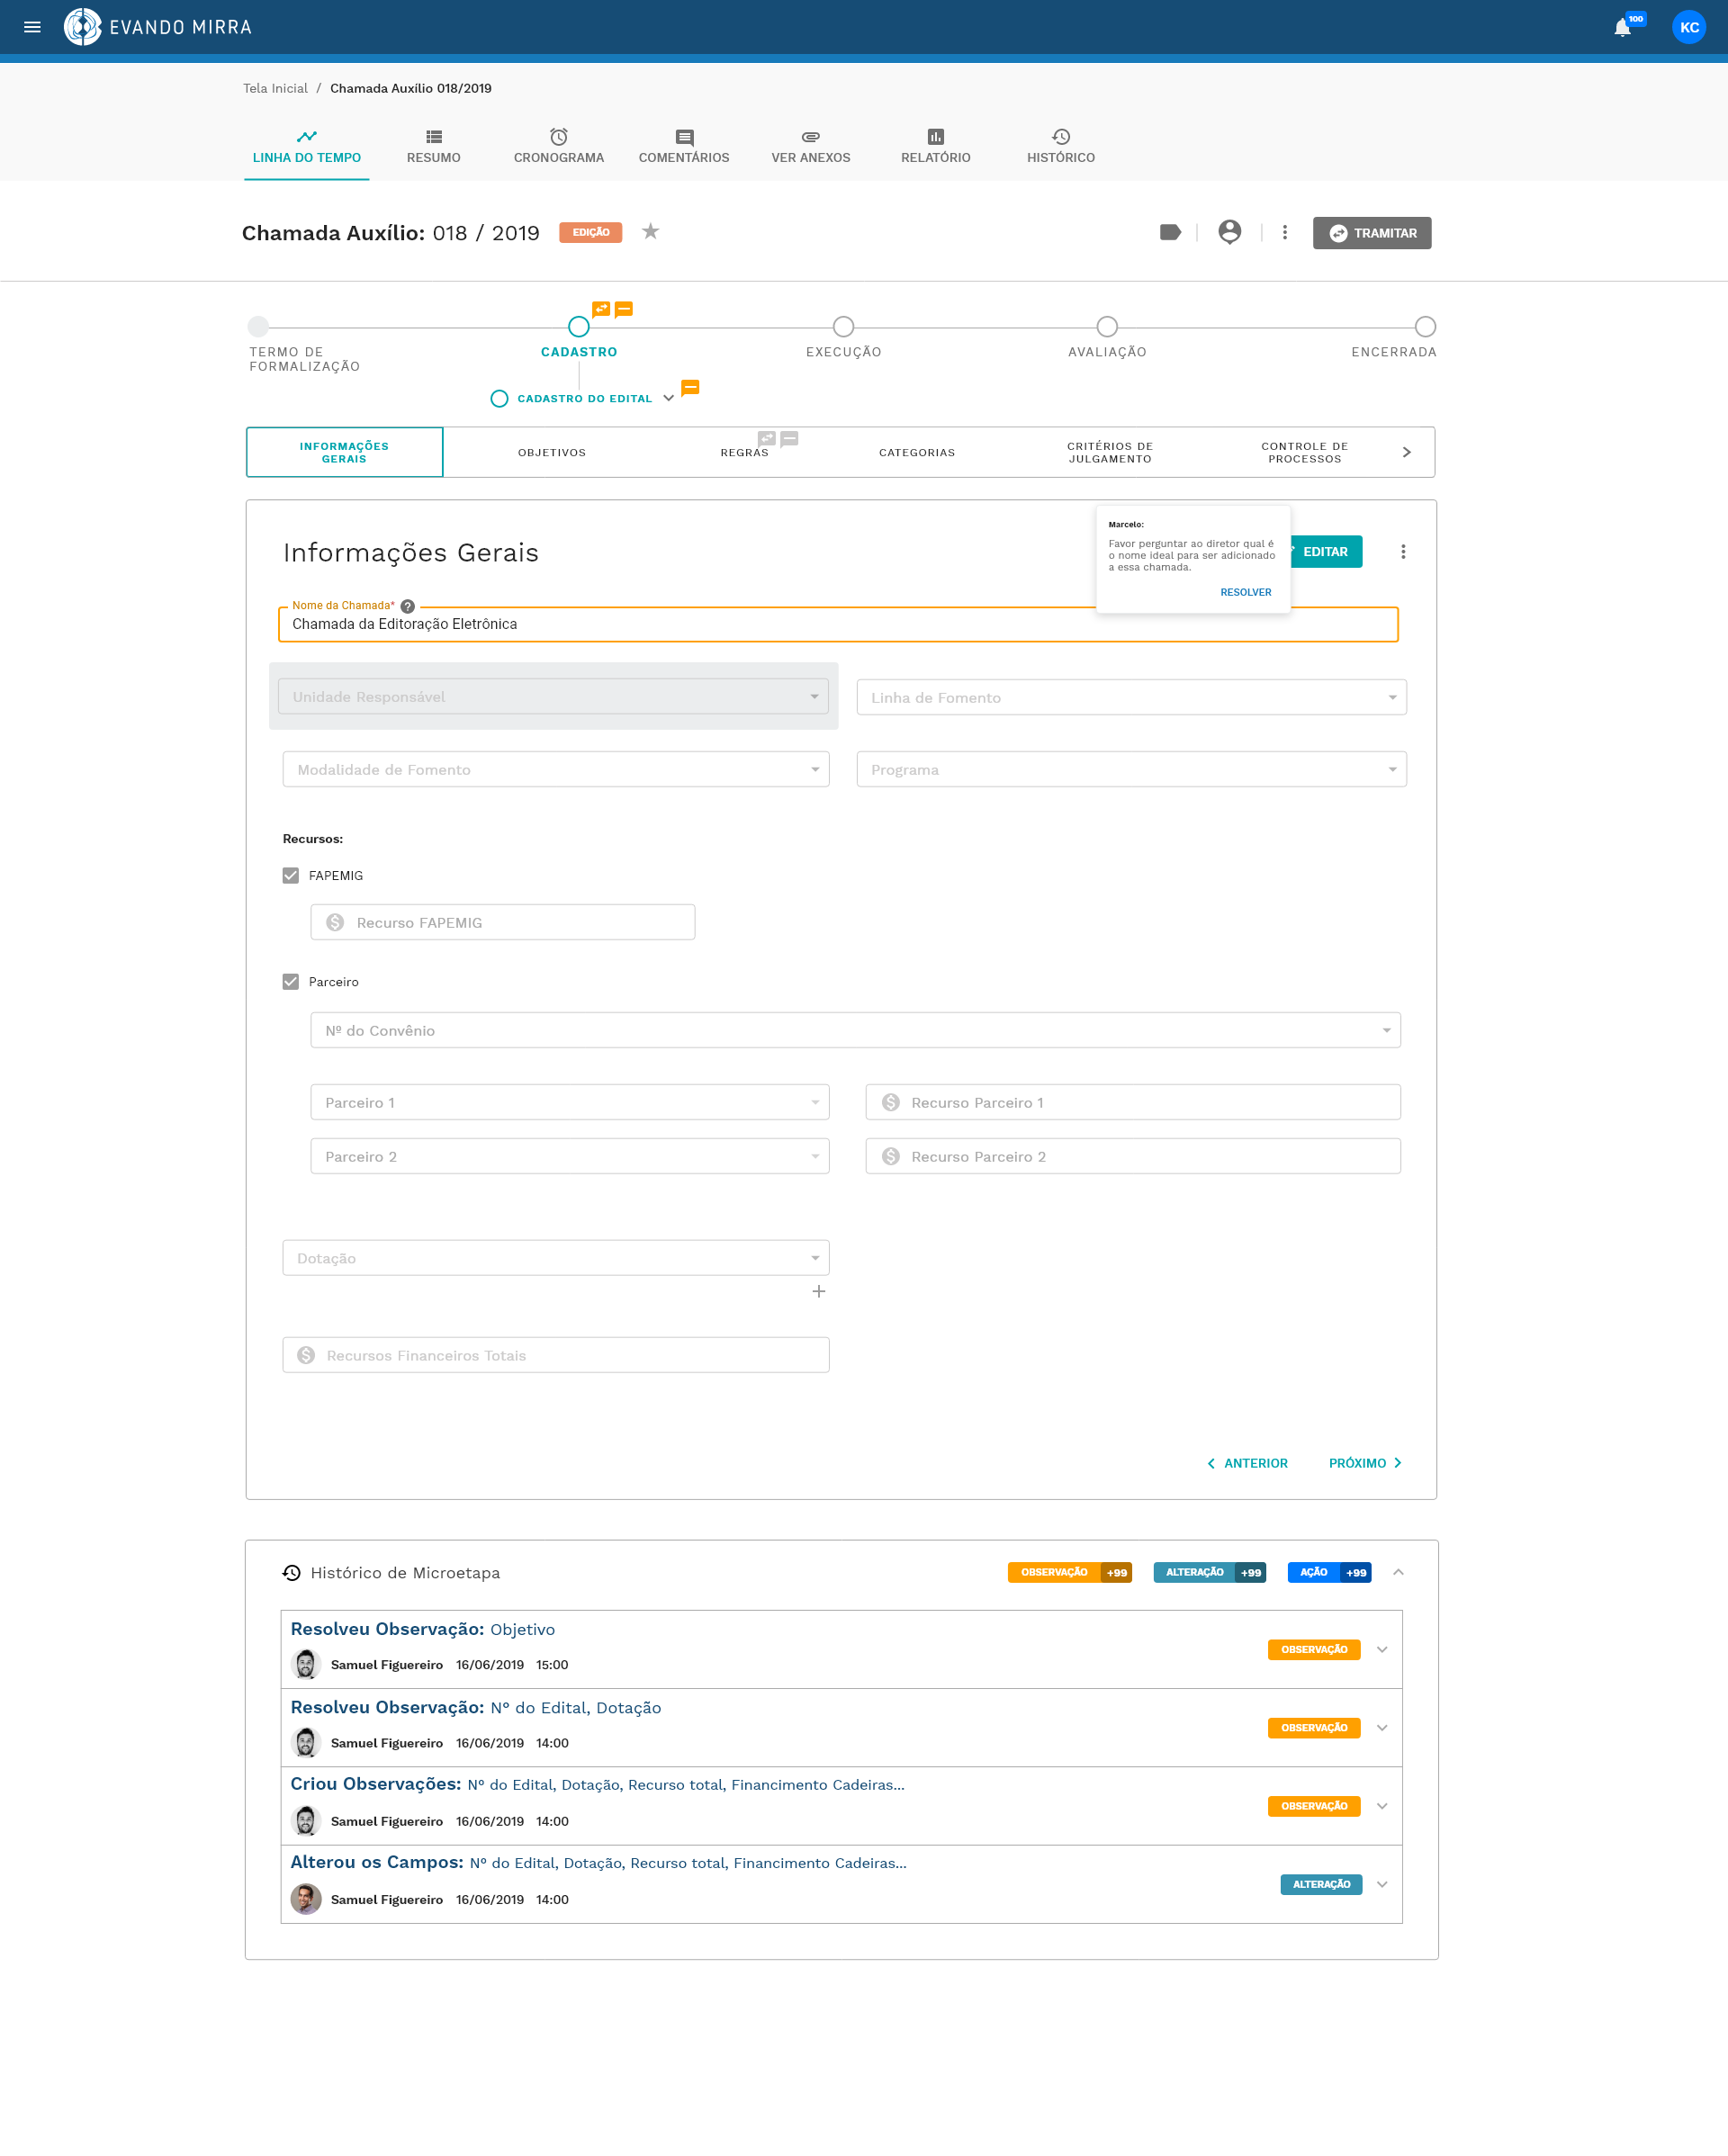 EVANDO MIRRA
100
KC
Tela Inicial / Chamada Auxílio 018/2019
LINHA DO TEMPO
RESUMO
CRONOGRAMA
COMENTÁRIOS
VER ANEXOS
RELATÓRIO
HISTÓRICO
Chamada Auxílio: 018 / 2019
EDIÇÃO
TRAMITAR
TERMO DE
FORMALIZAÇÃO
CADASTRO
EXECUÇÃO
AVALIAÇÃO
ENCERRADA
CADASTRO DO EDITAL
INFORMAÇÕES
GERAIS
OBJETIVOS
REGRAS
CATEGORIAS
CRITÉRIOS DE
JULGAMENTO
CONTROLE DE
PROCESSOS
Informações Gerais
Marcelo:
Favor perguntar ao diretor qual é
o nome ideal para ser adicionado
a essa chamada.
RESOLVER
EDITAR
Nome da Chamada*
Chamada da Editoração Eletrônica
Unidade Responsável
Linha de Fomento
Modalidade de Fomento
Programa
Recursos:
FAPEMIG
Recurso FAPEMIG
Parceiro
Nº do Convênio
Parceiro 1
Recurso Parceiro 1
Parceiro 2
Recurso Parceiro 2
Dotação
Recursos Financeiros Totais
ANTERIOR
PRÓXIMO
Histórico de Microetapa
OBSERVAÇÃO +99
ALTERAÇÃO +99
AÇÃO +99
Resolveu Observação: Objetivo
Samuel Figuereiro 16/06/2019 15:00
OBSERVAÇÃO
Resolveu Observação: N° do Edital, Dotação
Samuel Figuereiro 16/06/2019 14:00
OBSERVAÇÃO
Criou Observações: N° do Edital, Dotação, Recurso total, Financimento Cadeiras...
Samuel Figuereiro 16/06/2019 14:00
OBSERVAÇÃO
Alterou os Campos: N° do Edital, Dotação, Recurso total, Financimento Cadeiras...
Samuel Figuereiro 16/06/2019 14:00
ALTERAÇÃO